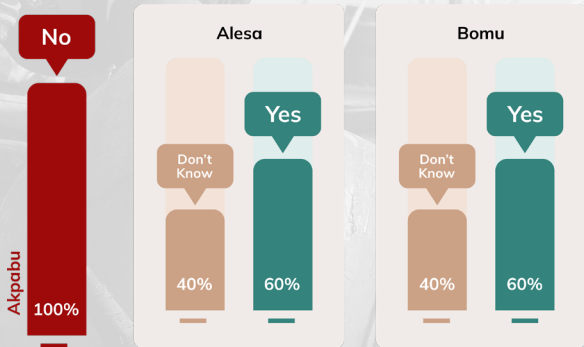 No
Akpabu
100%
Alesa
Don't
Know
40%
Yes
60%
Bomu
Don't
Know
40%
Yes
60%